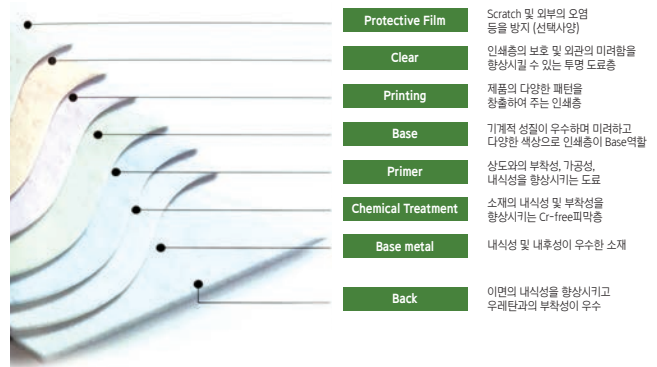 Protective Film
Scratch 및 외부의 오염
등을 방지 (선택사양)
Clear
인쇄층의 보호 및 외관의 미려함을
향상시킬 수 있는 투명 도료층
Printing
제품의 다양한 패턴을
창출하여 주는 인쇄층
Base
기계적 성질이 우수하며 미려하고
다양한 색상으로 인쇄층이 Base역할
Primer
상도와의 부착성, 가공성,
내식성을 향상시키는 도료
Chemical Treatment
소재의 내식성 및 부착성을
향상시키는 Cr-free피막층
Base metal
내식성 및 내후성이 우수한 소재
Back
이면의 내식성을 향상시키고
우레탄과의 부착성이 우수